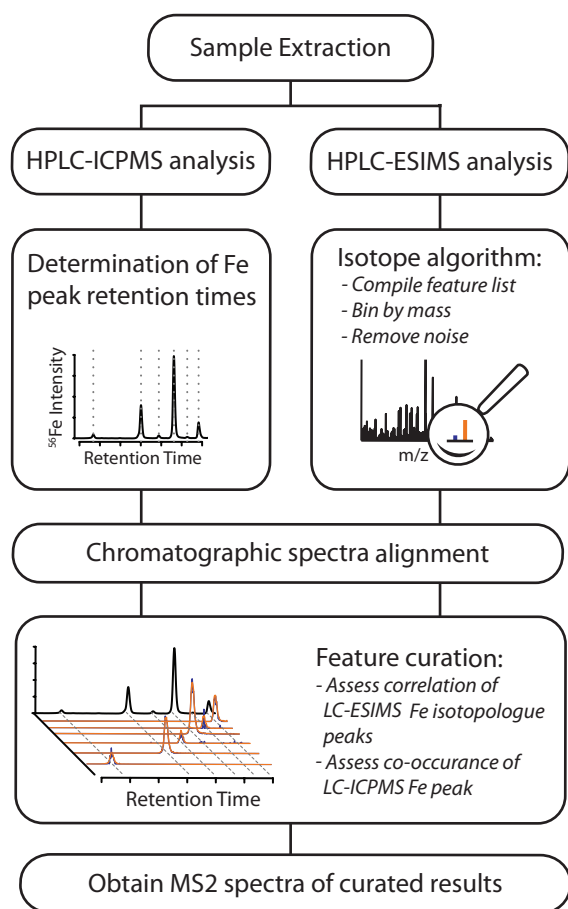 Sample Extraction
HPLC-ICPMS analysis
HPLC-ESIMS analysis
Determination of Fe
peak retention times
56Fe Intensity
Retention Time
Isotope algorithm:
- Compile feature list
- Bin by mass
- Remove noise
m/z
Chromatographic spectra alignment
Retention Time
Feature curation:
- Assess correlation of
LC-ESIMS Fe isotopologue
peaks
- Assess co-occurance of
LC-ICPMS Fe peak
Obtain MS2 spectra of curated results